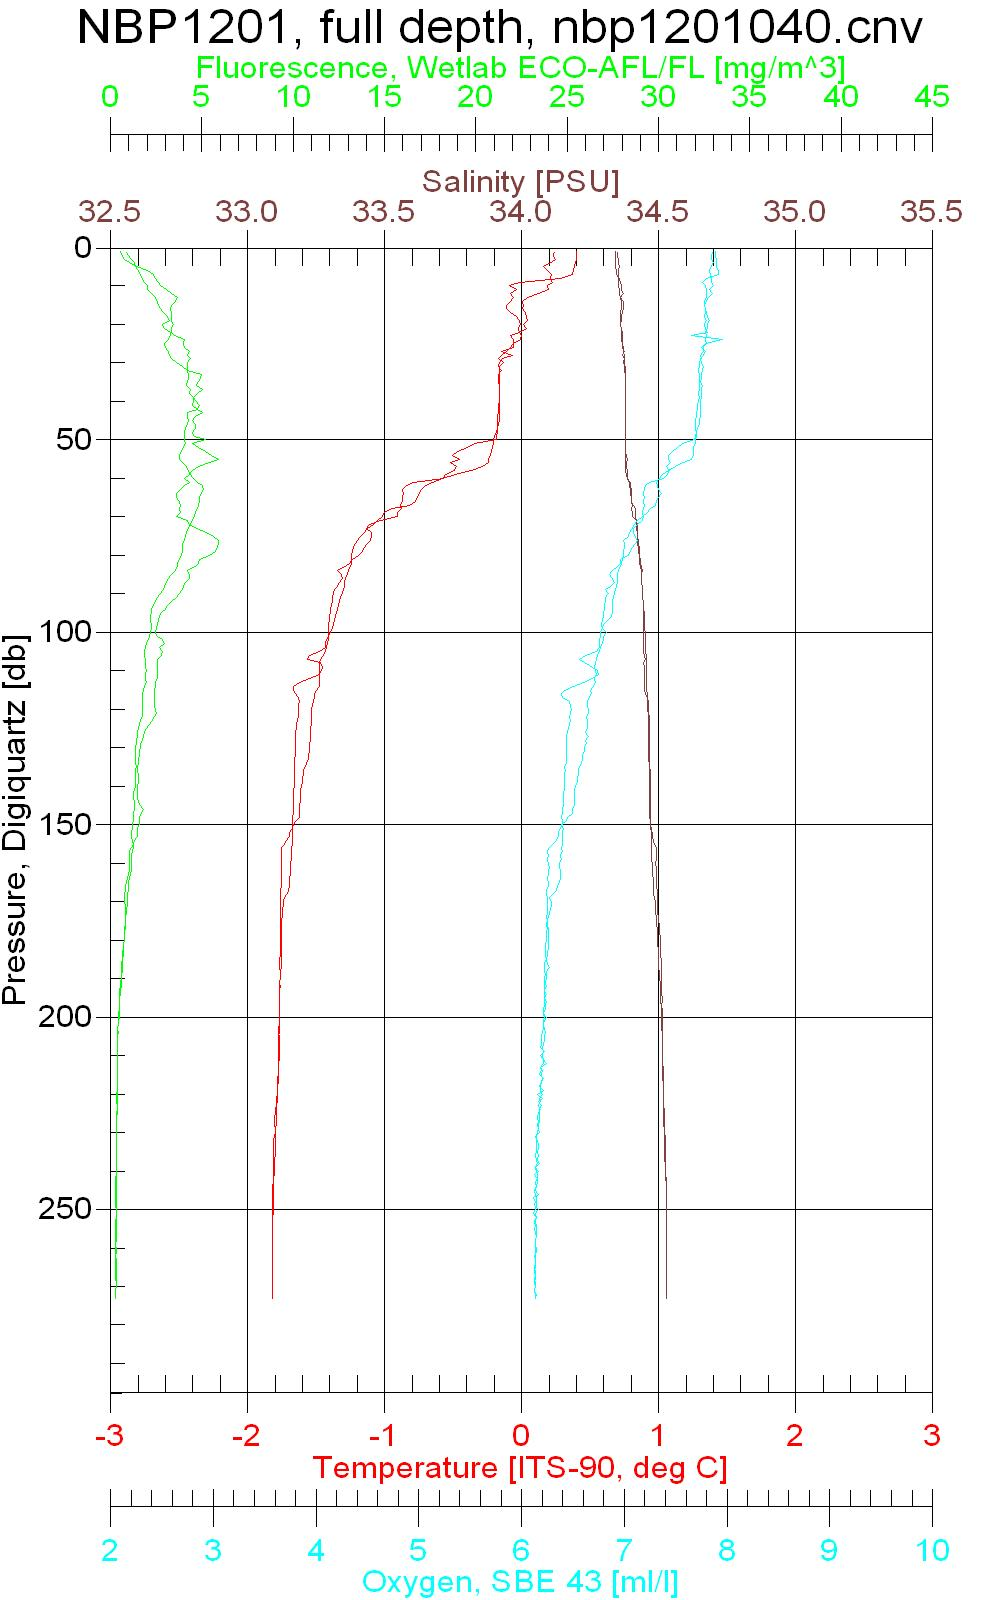 NBP1201, full depth, nbp1201040.cnv
Fluorescence, Wetlab ECO-AFL/FL [mg/m^3]
0 5 10 15 20 25 30 35 40 45
Salinity [PSU]
32.5 33.0 33.5 34.0 34.5 35.0 35.5
0
50
100
150
200
250
Pressure, Digiquartz [db]
-3 -2 -1 0 1 2 3
Temperature [ITS-90, deg C]
2 3 4 5 6 7 8 9 10
Oxygen, SBE 43 [ml/l]